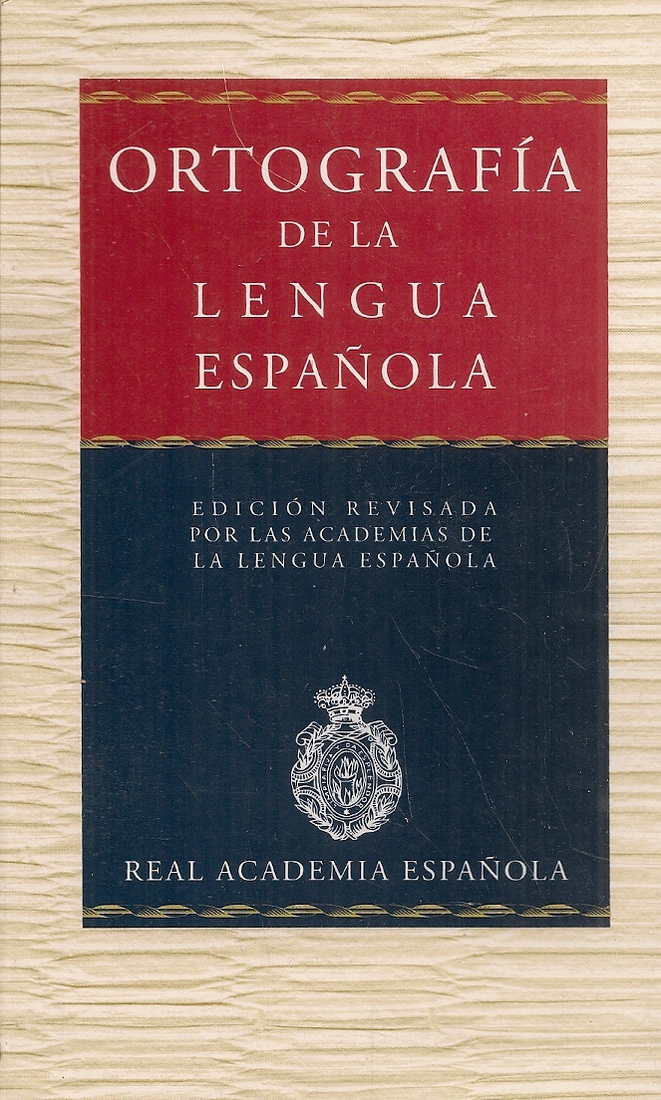 ORTOGRAFÍA
DE LA
LENGUA
ESPAÑOLA
EDICIÓN REVISADA
POR LAS ACADEMIAS DE
LA LENGUA ESPAÑOLA
REAL ACADEMIA ESPAÑOLA